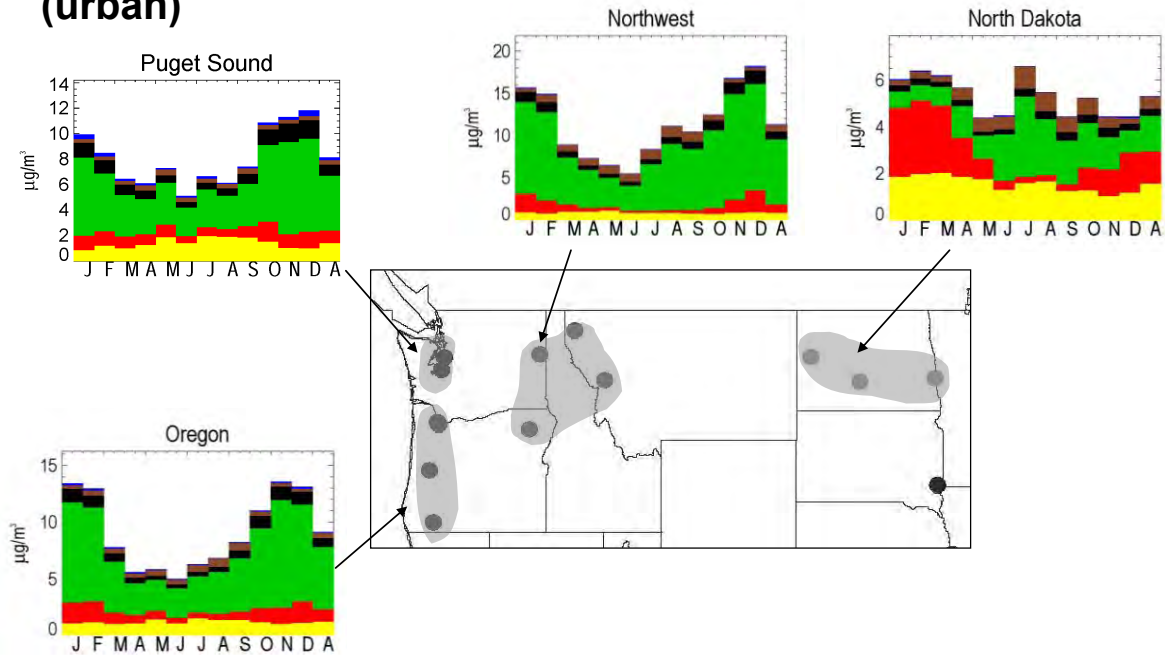 (urban)
Northwest
North Dakota
Puget Sound
20
15
10
5
0
µg/m³
J F M A M J J A S O N D A
6
4
2
0
µg/m³
J F M A M J J A S O N D A
14
12
10
8
6
4
2
0
µg/m³
J F M A M J J A S O N D A
Oregon
15
10
5
0
µg/m³
J F M A M J J A S O N D A